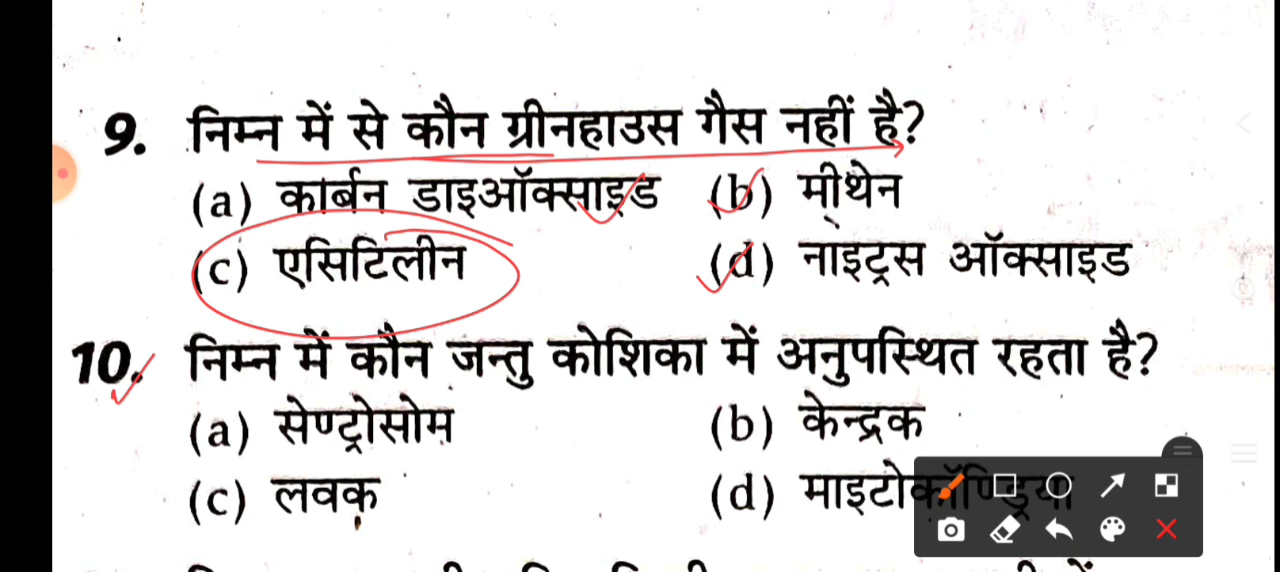 9. निम्न में से कौन ग्रीनहाउस गैस नहीं है?
(a) कार्बन डाइऑक्साइड (b) मीथेन
(c) एसिटिलीन (d) नाइट्रस ऑक्साइड
10. निम्न में कौन जन्तु कोशिका में अनुपस्थित रहता है?
(a) सेण्ट्रोसोम (b) केन्द्रक
(c) लवक (d) माइटोकॉण्ड्रिया